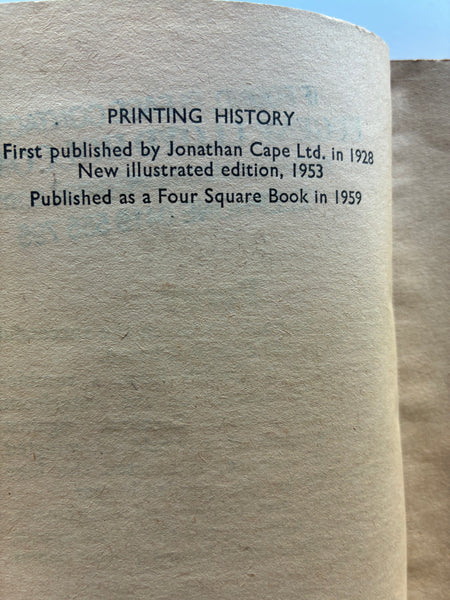 PRINTING HISTORY
First published by Jonathan Cape Ltd. in 1928
New illustrated edition, 1953
Published as a Four Square Book in 1959